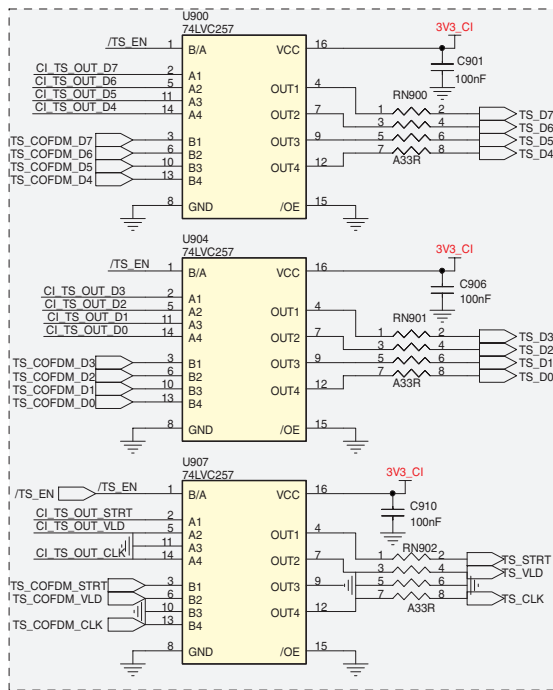 U900
74LVC257
3V3_CI
/TS_EN 1 B/A VCC 16
C901
100nF
CI_TS_OUT_D7 2 A1
CI_TS_OUT_D6 5 A2 OUT1 4 RN900
CI_TS_OUT_D5 11 A3
CI_TS_OUT_D4 14 A4 OUT2 7 1 2 TS_D7
3 4 TS_D6
TS_COFDM_D7 3 B1 OUT3 9 5 6 TS_D5
TS_COFDM_D6 6 B2
TS_COFDM_D5 10 B3 OUT4 12 7 8 TS_D4
A33R
TS_COFDM_D4 13 B4
8 GND /OE 15
U904
74LVC257
3V3_CI
/TS_EN 1 B/A VCC 16
C906
100nF
CI_TS_OUT_D3 2 A1
CI_TS_OUT_D2 5 A2 OUT1 4 RN901
CI_TS_OUT_D1 11 A3
CI_TS_OUT_D0 14 A4 OUT2 7 1 2 TS_D3
3 4 TS_D2
TS_COFDM_D3 3 B1 OUT3 9 5 6 TS_D1
TS_COFDM_D2 6 B2
TS_COFDM_D1 10 B3 OUT4 12 7 8 TS_D0
A33R
TS_COFDM_D0 13 B4
8 GND /OE 15
U907
74LVC257
3V3_CI
/TS_EN /TS_EN 1 B/A VCC 16
C910
100nF
CI_TS_OUT_STRT 2 A1
CI_TS_OUT_VLD 5 A2 OUT1 4
11 A3 RN902
CI_TS_OUT_CLK 14 A4 OUT2 7 1 2 TS_STRT
3 4 TS_VLD
TS_COFDM_STRT 3 B1 OUT3 9 5 6
TS_COFDM_VLD 6 B2
10 B3 OUT4 12 7 8 TS_CLK
A33R
TS_COFDM_CLK 13 B4
8 GND /OE 15